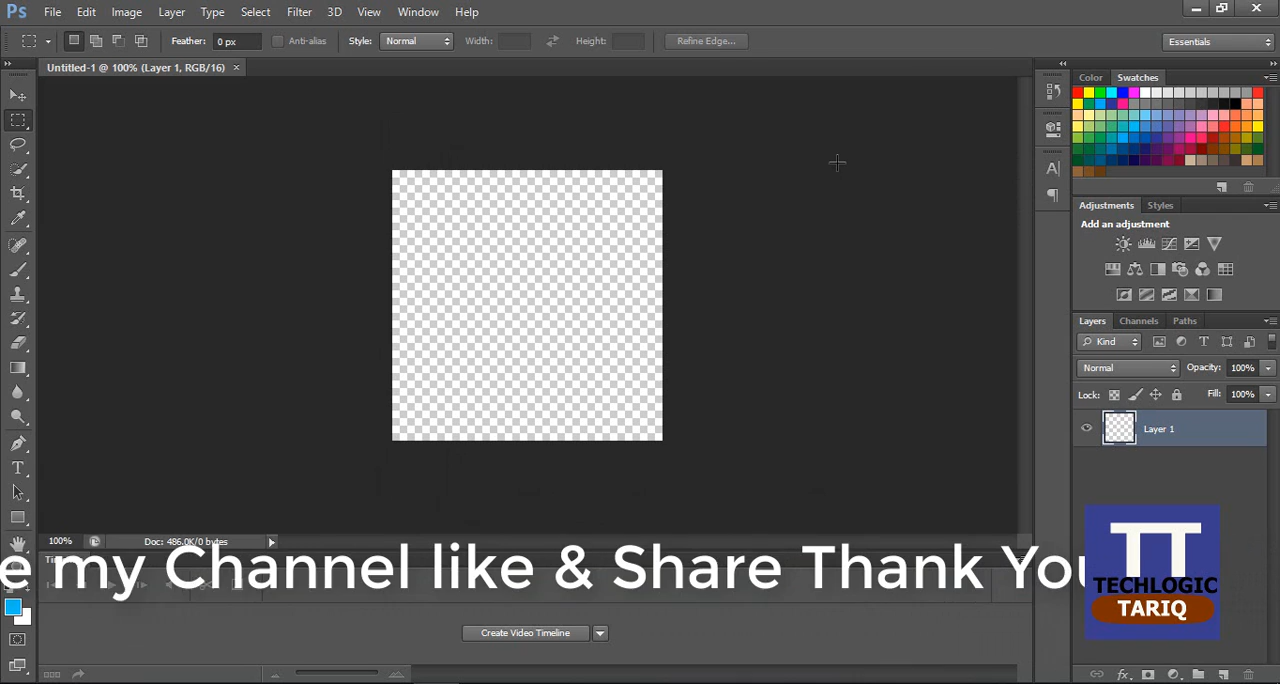 Ps File Edit Image Layer Type Select Filter 3D View Window Help
Feather: 0 px Anti-alias Style: Normal Width: Height: Refine Edge... Essentials
Untitled-1 @ 100% (Layer 1, RGB/16) ×
Color Swatches
Adjustments Styles
Add an adjustment
Layers Channels Paths
Kind
Normal Opacity: 100%
Lock: Fill: 100%
Layer 1
100% Doc: 486.0K/0 bytes
e my Channel like & Share Thank You
TT
TECHLOGIC
TARIQ
Create Video Timeline